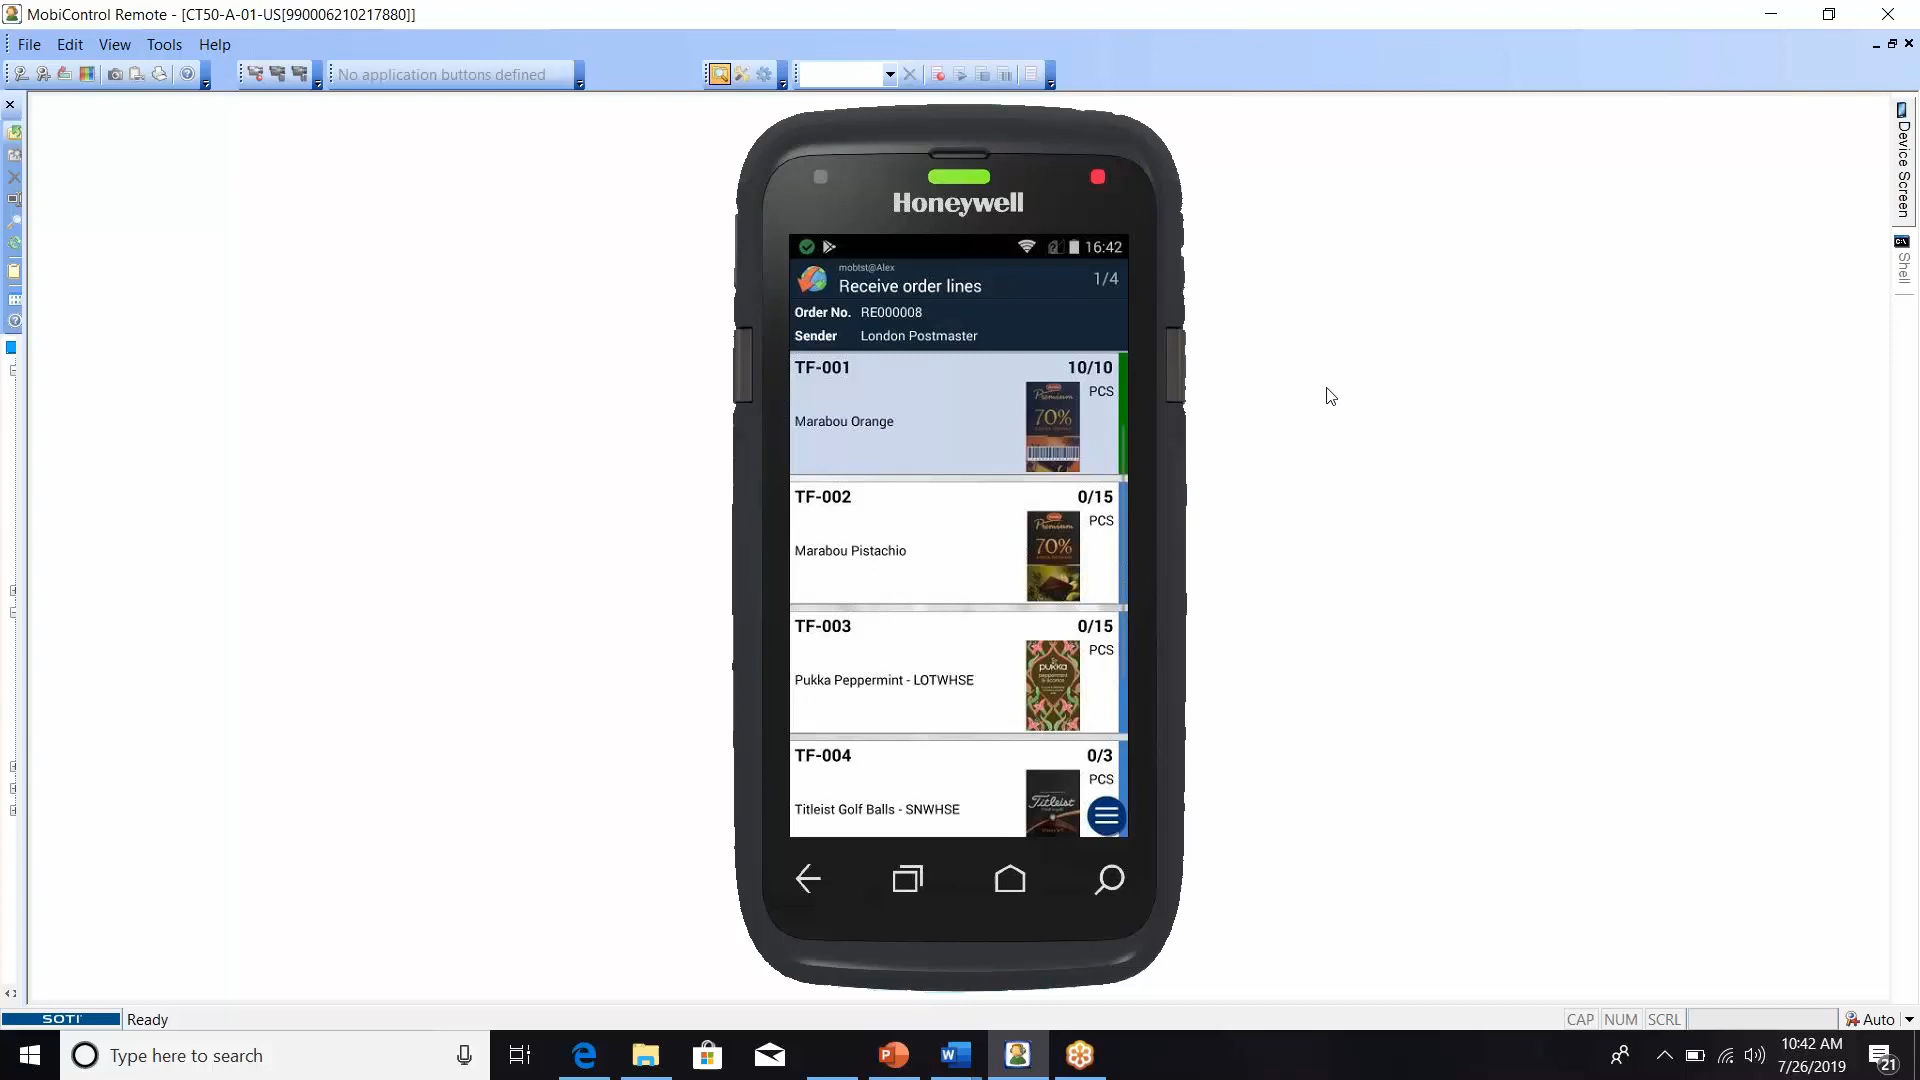 MobiControl Remote - [CT50-A-01-US[990006210217880]]
File Edit View Tools Help
No application buttons defined
Device Screen
Shell
Honeywell
16:42
mobtst@Alex
Receive order lines
1/4
Order No. RE000008
Sender London Postmaster
TF-001 10/10
PCS
Premium
70%
Marabou Orange
TF-002 0/15
PCS
Premium
70%
Marabou Pistachio
TF-003 0/15
PCS
pukka
Pukka Peppermint - LOTWHSE
TF-004 0/3
PCS
Titleist
Titleist Golf Balls - SNWHSE
SOTI Ready
CAP NUM SCRL
Auto
Type here to search
10:42 AM
7/26/2019
21